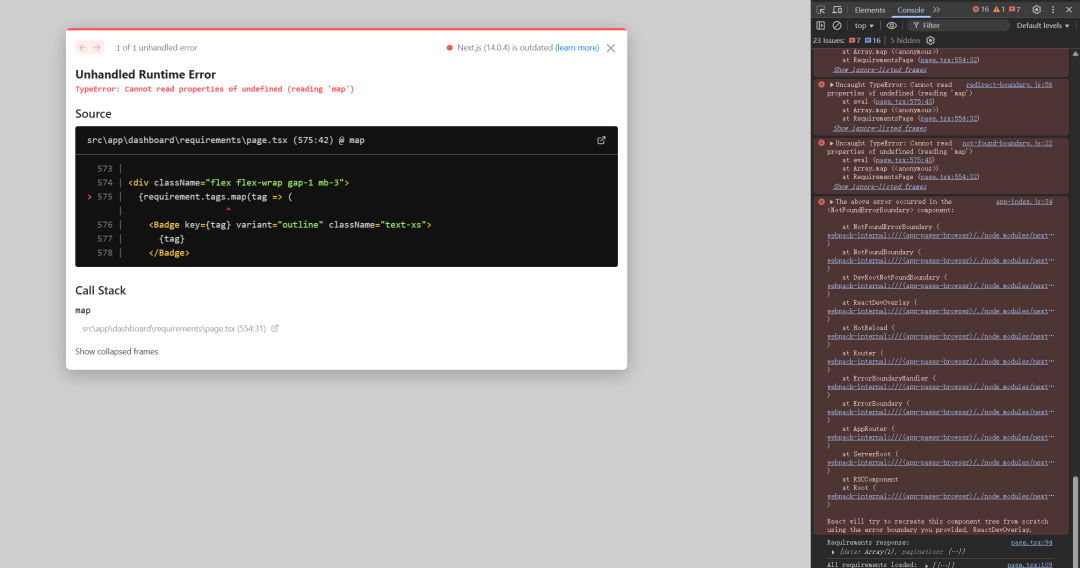 1 of 1 unhandled error
Next.js (14.0.4) is outdated (learn more)
Unhandled Runtime Error
TypeError: Cannot read properties of undefined (reading 'map')
Source
src\app\dashboard\requirements\page.tsx (575:42) @ map
573 |
574 | <div className="flex flex-wrap gap-1 mb-3">
> 575 | {requirement.tags.map(tag => (
| ^
576 | <Badge key={tag} variant="outline" className="text-xs">
577 | {tag}
578 | </Badge>
Call Stack
map
src\app\dashboard\requirements\page.tsx (554:31)
Show collapsed frames
Elements Console 16 1 7
top Filter Default levels
23 Issues: 7 16 5 hidden
at Array.map (<anonymous>)
at RequirementsPage (page.tsx:554:32)
Show ignore-listed frames
Uncaught TypeError: Cannot read redirect-boundary.js:56
properties of undefined (reading 'map')
at eval (page.tsx:575:43)
at Array.map (<anonymous>)
at RequirementsPage (page.tsx:554:32)
Show ignore-listed frames
Uncaught TypeError: Cannot read not-found-boundary.js:22
properties of undefined (reading 'map')
at eval (page.tsx:575:43)
at Array.map (<anonymous>)
at RequirementsPage (page.tsx:554:32)
Show ignore-listed frames
The above error occurred in the app-index.js:34
<NotFoundErrorBoundary> component:
at NotFoundErrorBoundary (
webpack-internal:///(app-pages-browser)/./node_modules/next…
)
at NotFoundBoundary (
webpack-internal:///(app-pages-browser)/./node_modules/next…
)
at DevRootNotFoundBoundary (
webpack-internal:///(app-pages-browser)/./node_modules/next…
)
at ReactDevOverlay (
webpack-internal:///(app-pages-browser)/./node_modules/next…
)
at HotReload (
webpack-internal:///(app-pages-browser)/./node_modules/next…
)
at Router (
webpack-internal:///(app-pages-browser)/./node_modules/next…
)
at ErrorBoundaryHandler (
webpack-internal:///(app-pages-browser)/./node_modules/next…
)
at ErrorBoundary (
webpack-internal:///(app-pages-browser)/./node_modules/next…
)
at AppRouter (
webpack-internal:///(app-pages-browser)/./node_modules/next…
)
at ServerRoot (
webpack-internal:///(app-pages-browser)/./node_modules/next…
)
at RSCComponent
at Root (
webpack-internal:///(app-pages-browser)/./node_modules/next…
)
React will try to recreate this component tree from scratch
using the error boundary you provided, ReactDevOverlay.
Requirements response: page.tsx:94
{data: Array(1), pagination: {…}}
All requirements loaded: [{…}] page.tsx:109